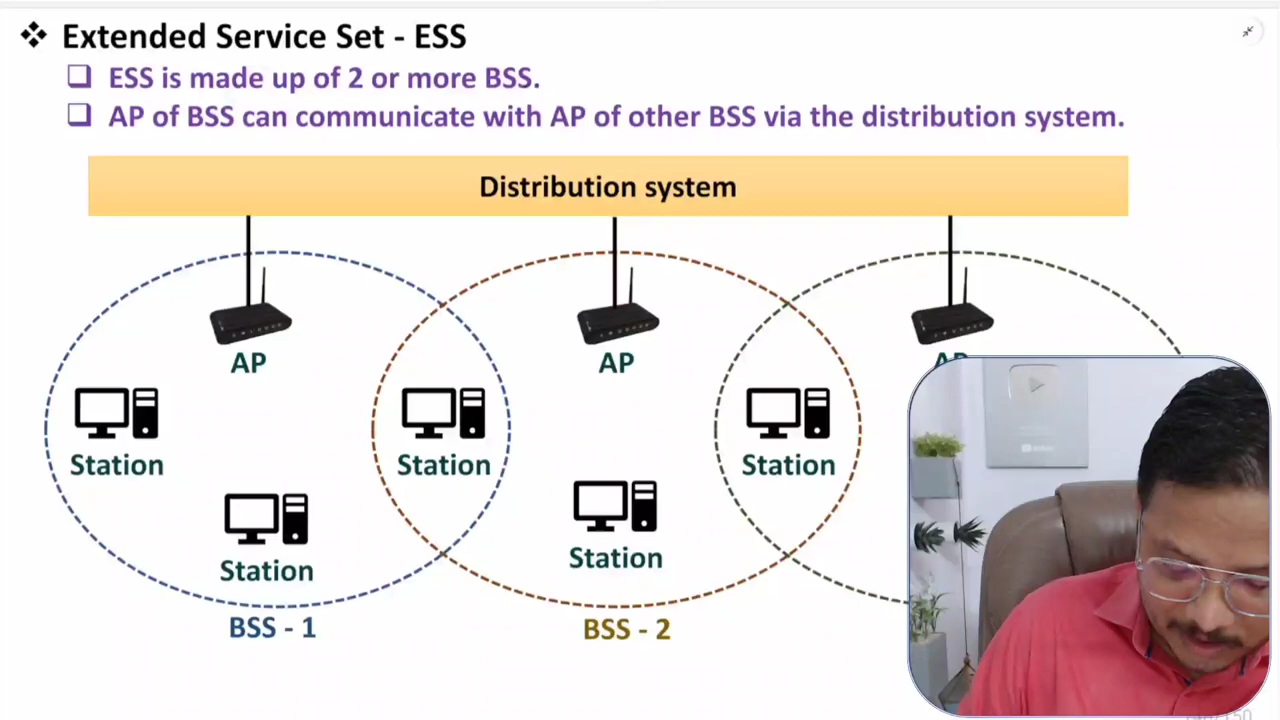 ❖ Extended Service Set - ESS
❑ ESS is made up of 2 or more BSS.
❑ AP of BSS can communicate with AP of other BSS via the distribution system.
Distribution system
AP
AP
AP
Station
Station
Station
Station
Station
BSS - 1
BSS - 2